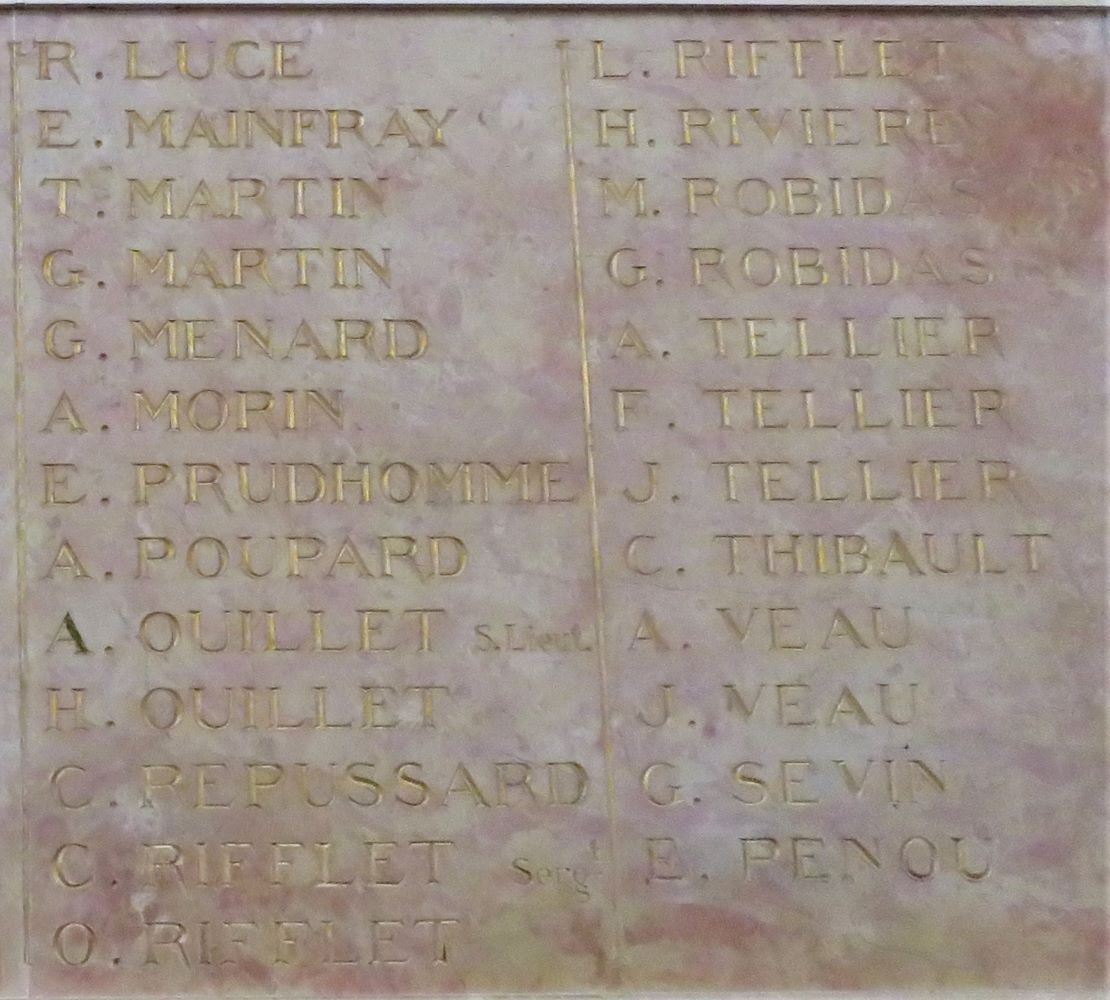 R. LUCE
E. MAINFRAY
T. MARTIN
G. MARTIN
G. MENARD
A. MORIN
E. PRUDHOMME
A. POUPARD
A. OUILLET S.Lieut.
H. OUILLET
C. REPUSSARD
C. RIFFLET Sergt
O. RIFFLET
L. RIFFLET
H. RIVIERE
M. ROBIDAS
G. ROBIDAS
A. TELLIER
F. TELLIER
J. TELLIER
C. THIBAULT
A. VEAU
J. VEAU
G. SEVIN
E. PENOU